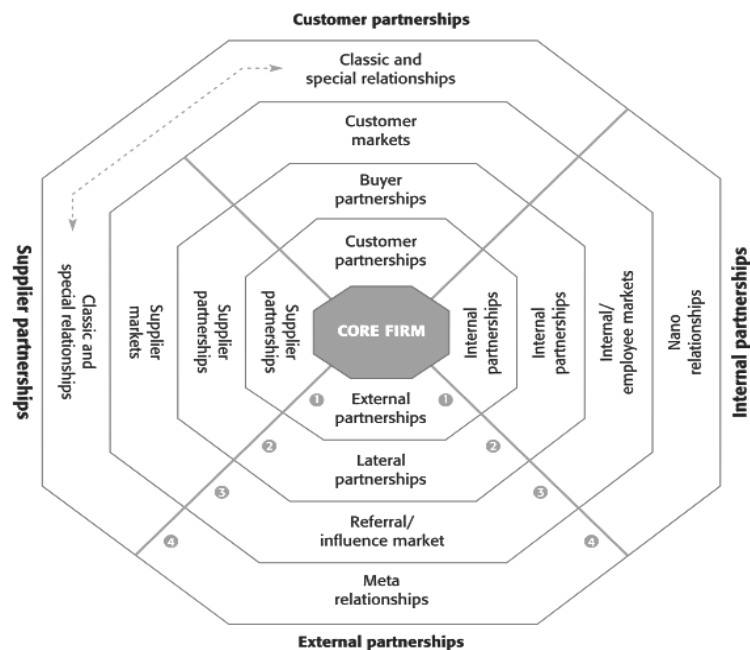 Customer partnerships
Classic and
special relationships
Customer
markets
Buyer
partnerships
Customer
partnerships
Supplier partnerships
Classic and
special relationships
Supplier
markets
Supplier
partnerships
Supplier
partnerships
CORE FIRM
Internal
partnerships
Internal
partnerships
Internal/
employee markets
Nano
relationships
Internal partnerships
1
External
partnerships
1
2
Lateral
partnerships
2
3
Referral/
influence market
3
4
Meta
relationships
4
External partnerships